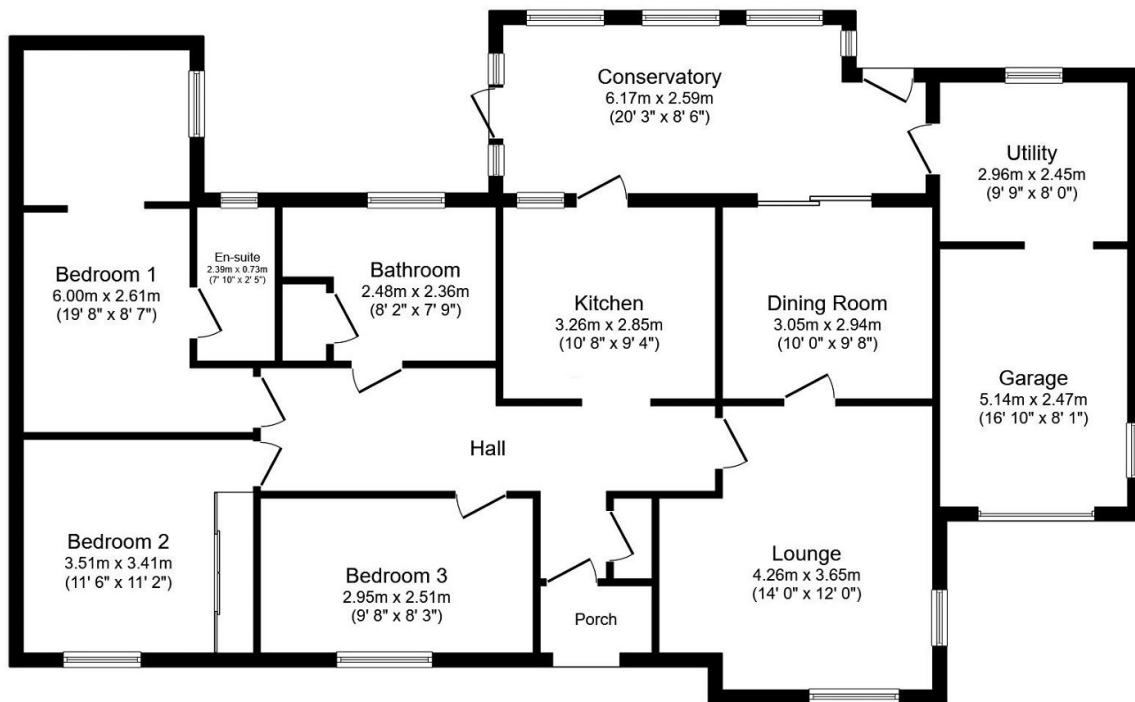 Conservatory
6.17m x 2.59m
(20' 3" x 8' 6")
Utility
2.96m x 2.45m
(9' 9" x 8' 0")
En-suite
2.39m x 0.73m
(7' 10" x 2' 5")
Bedroom 1
6.00m x 2.61m
(19' 8" x 8' 7")
Bathroom
2.48m x 2.36m
(8' 2" x 7' 9")
Kitchen
3.26m x 2.85m
(10' 8" x 9' 4")
Dining Room
3.05m x 2.94m
(10' 0" x 9' 8")
Garage
5.14m x 2.47m
(16' 10" x 8' 1")
Hall
Bedroom 2
3.51m x 3.41m
(11' 6" x 11' 2")
Bedroom 3
2.95m x 2.51m
(9' 8" x 8' 3")
Porch
Lounge
4.26m x 3.65m
(14' 0" x 12' 0")